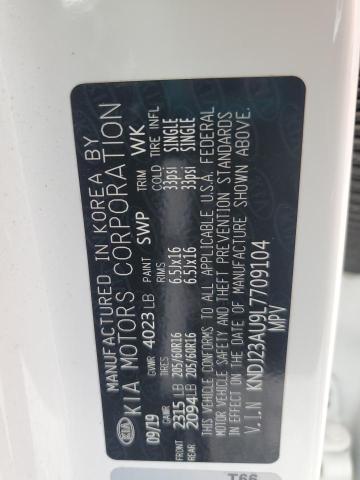 MANUFACTURED IN KOREA BY
KIA KIA MOTORS CORPORATION
09/19 GVWR 4023 LB PAINT SWP TRIM WK
GAWR TIRES RIMS COLD TIRE INFL
FRONT 2315 LB 205/60R16 6.5JX16 33psi SINGLE
REAR 2094 LB 205/60R16 6.5JX16 33psi SINGLE
THIS VEHICLE CONFORMS TO ALL APPLICABLE U.S.A. FEDERAL
MOTOR VEHICLE SAFETY AND THEFT PREVENTION STANDARDS
IN EFFECT ON THE DATE OF MANUFACTURE SHOWN ABOVE.
V.I.N KNDJ23AU9L7709104
MPV
T66